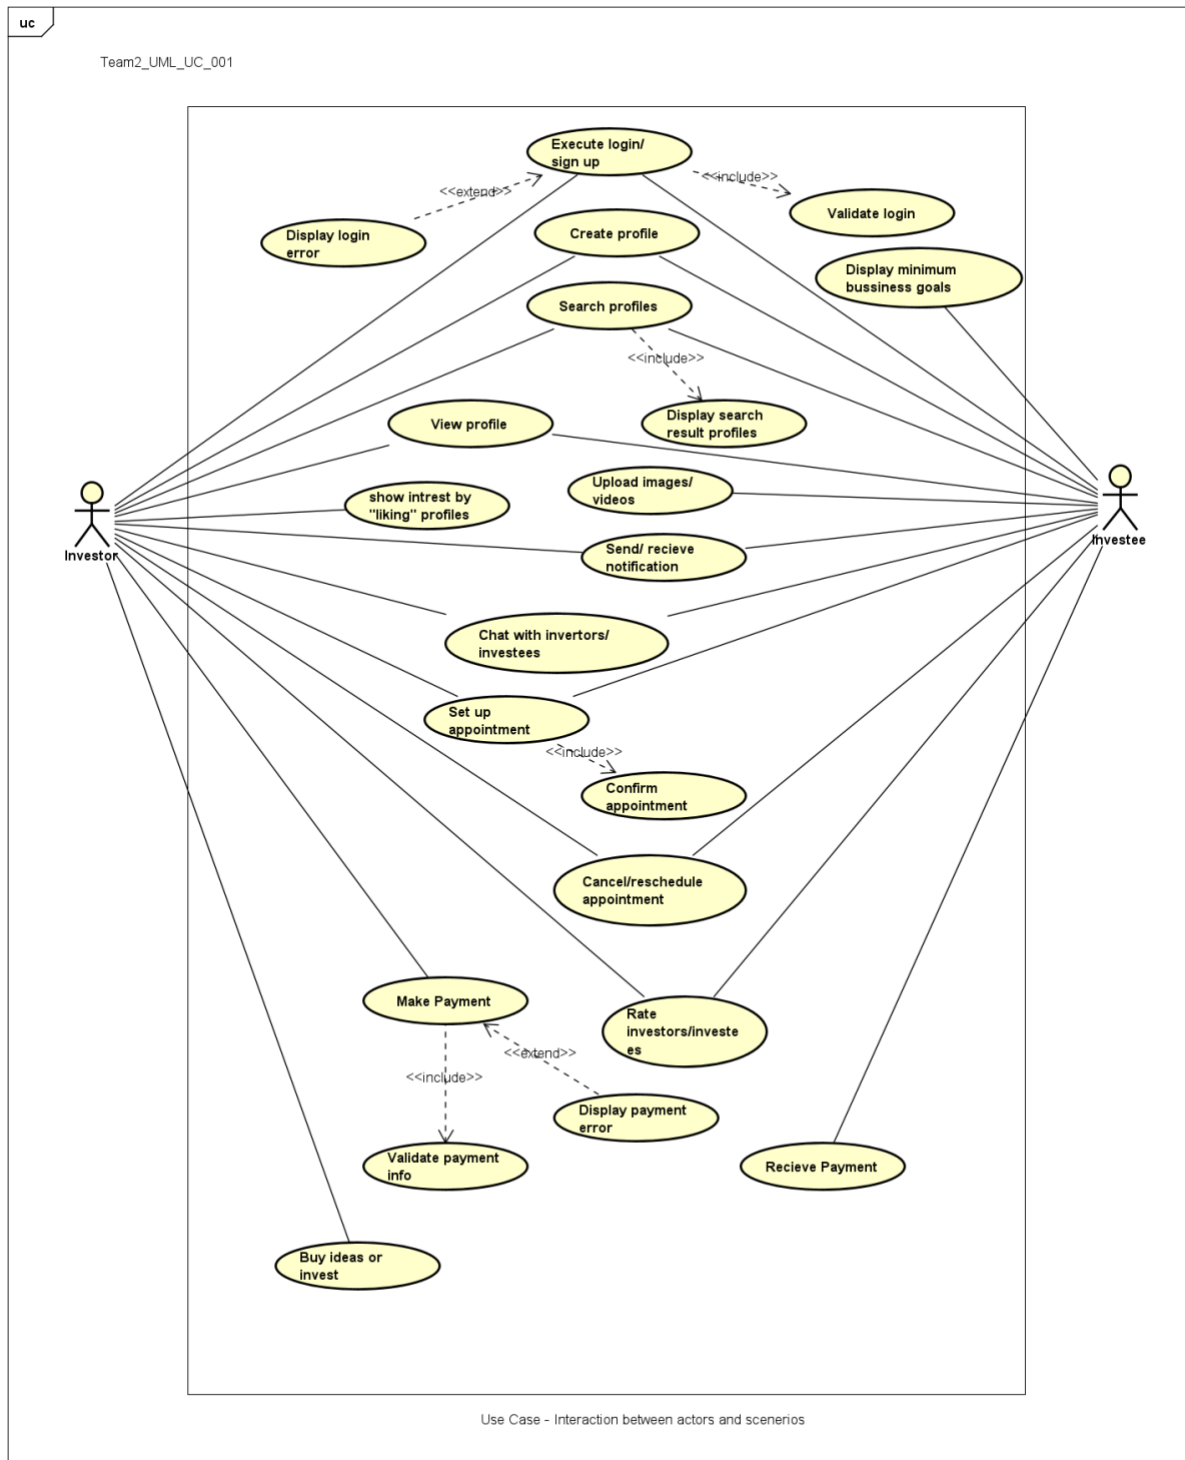 uc
Team2_UML_UC_001
Execute login/
sign up
<<extend>>
<<include>>
Display login
error
Validate login
Create profile
Display minimum
bussiness goals
Search profiles
<<include>>
View profile
Display search
result profiles
show intrest by
"liking" profiles
Upload images/
videos
Investor
Investee
Send/ recieve
notification
Chat with invertors/
investees
Set up
appointment
<<include>>
Confirm
appointment
Cancel/reschedule
appointment
Make Payment
Rate
investors/investe
es
<<extend>>
<<include>>
Display payment
error
Validate payment
info
Recieve Payment
Buy ideas or
invest
Use Case - Interaction between actors and scenerios